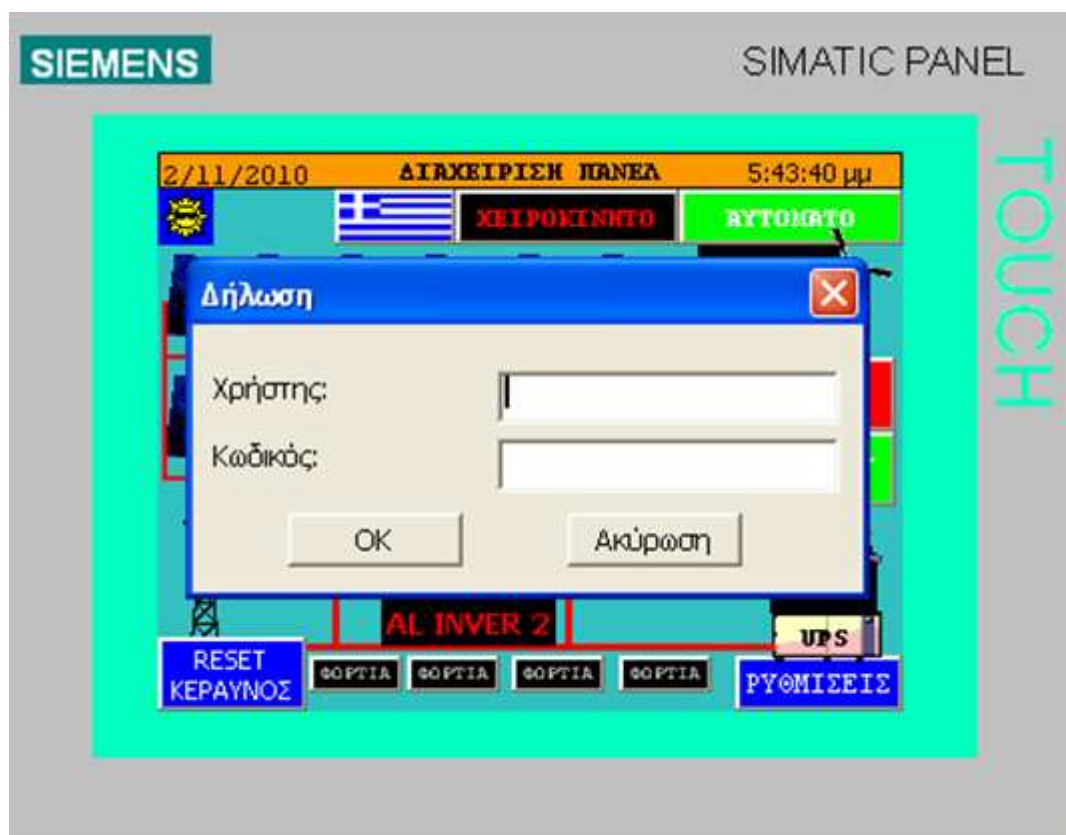 SIEMENS
SIMATIC PANEL
TOUCH
2/11/2010 ΔΙΑΧΕΙΡΙΣΗ ΠΑΝΕΛ 5:43:40 μμ
ΧΕΙΡΟΚΙΝΗΤΟ ΑΥΤΟΜΑΤΟ
Δήλωση
Χρήστης:
Κωδικός:
OK Ακύρωση
AL INVER 2
UPS
RESET
ΚΕΡΑΥΝΟΣ
ΦΟΡΤΙΑ ΦΟΡΤΙΑ ΦΟΡΤΙΑ ΦΟΡΤΙΑ
ΡΥΘΜΙΣΕΙΣ